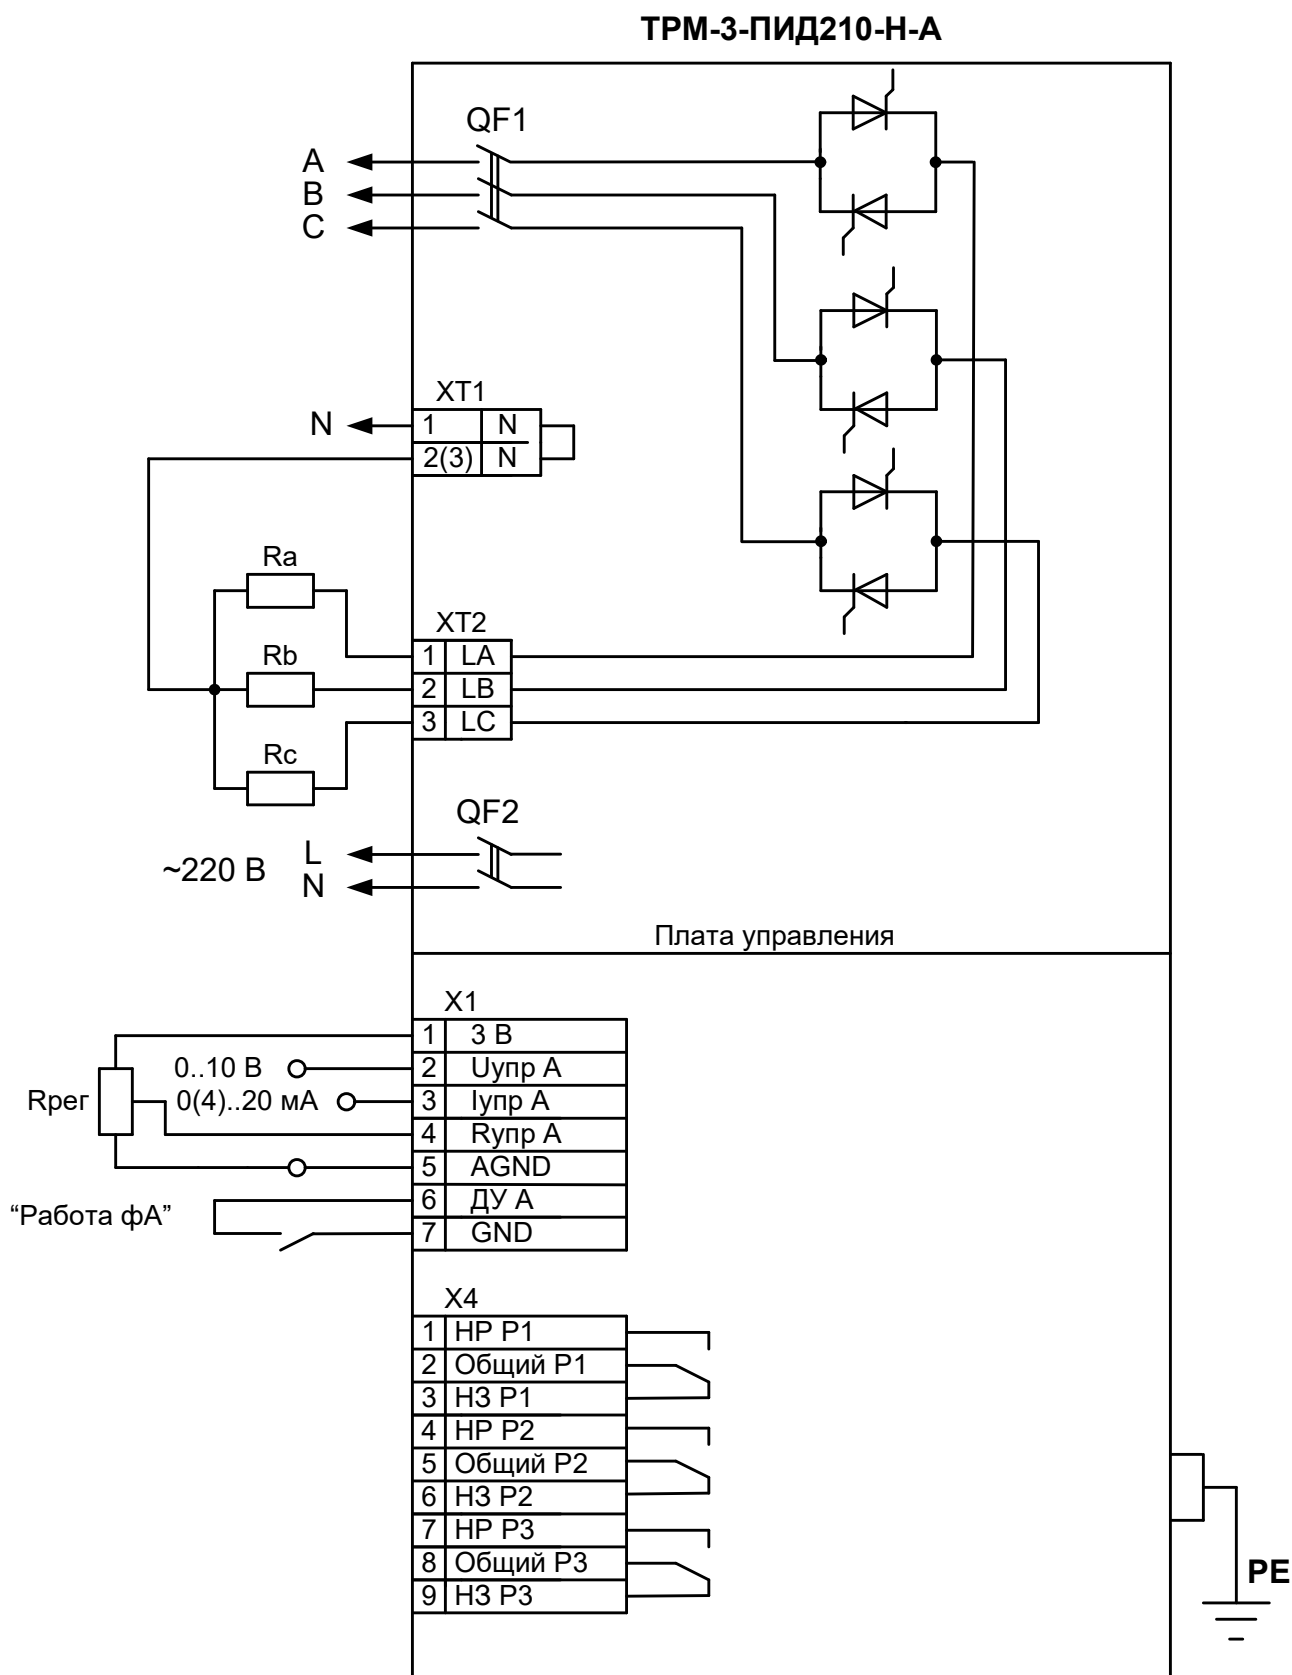 ТРМ-3-ПИД210-Н-А
QF1
A
B
C
XT1
N
1 N
2(3) N
Ra
XT2
Rb
1 LA
2 LB
3 LC
Rc
QF2
~220 В
L
N
Плата управления
X1
1 3 В
0..10 В 2 Uупр А
Rрег 0(4)..20 мА 3 Iупр А
4 Rупр А
5 AGND
“Работа фА” 6 ДУ А
7 GND
X4
1 НР Р1
2 Общий Р1
3 НЗ Р1
4 НР Р2
5 Общий Р2
6 НЗ Р2
7 НР Р3
8 Общий Р3
9 НЗ Р3
PE